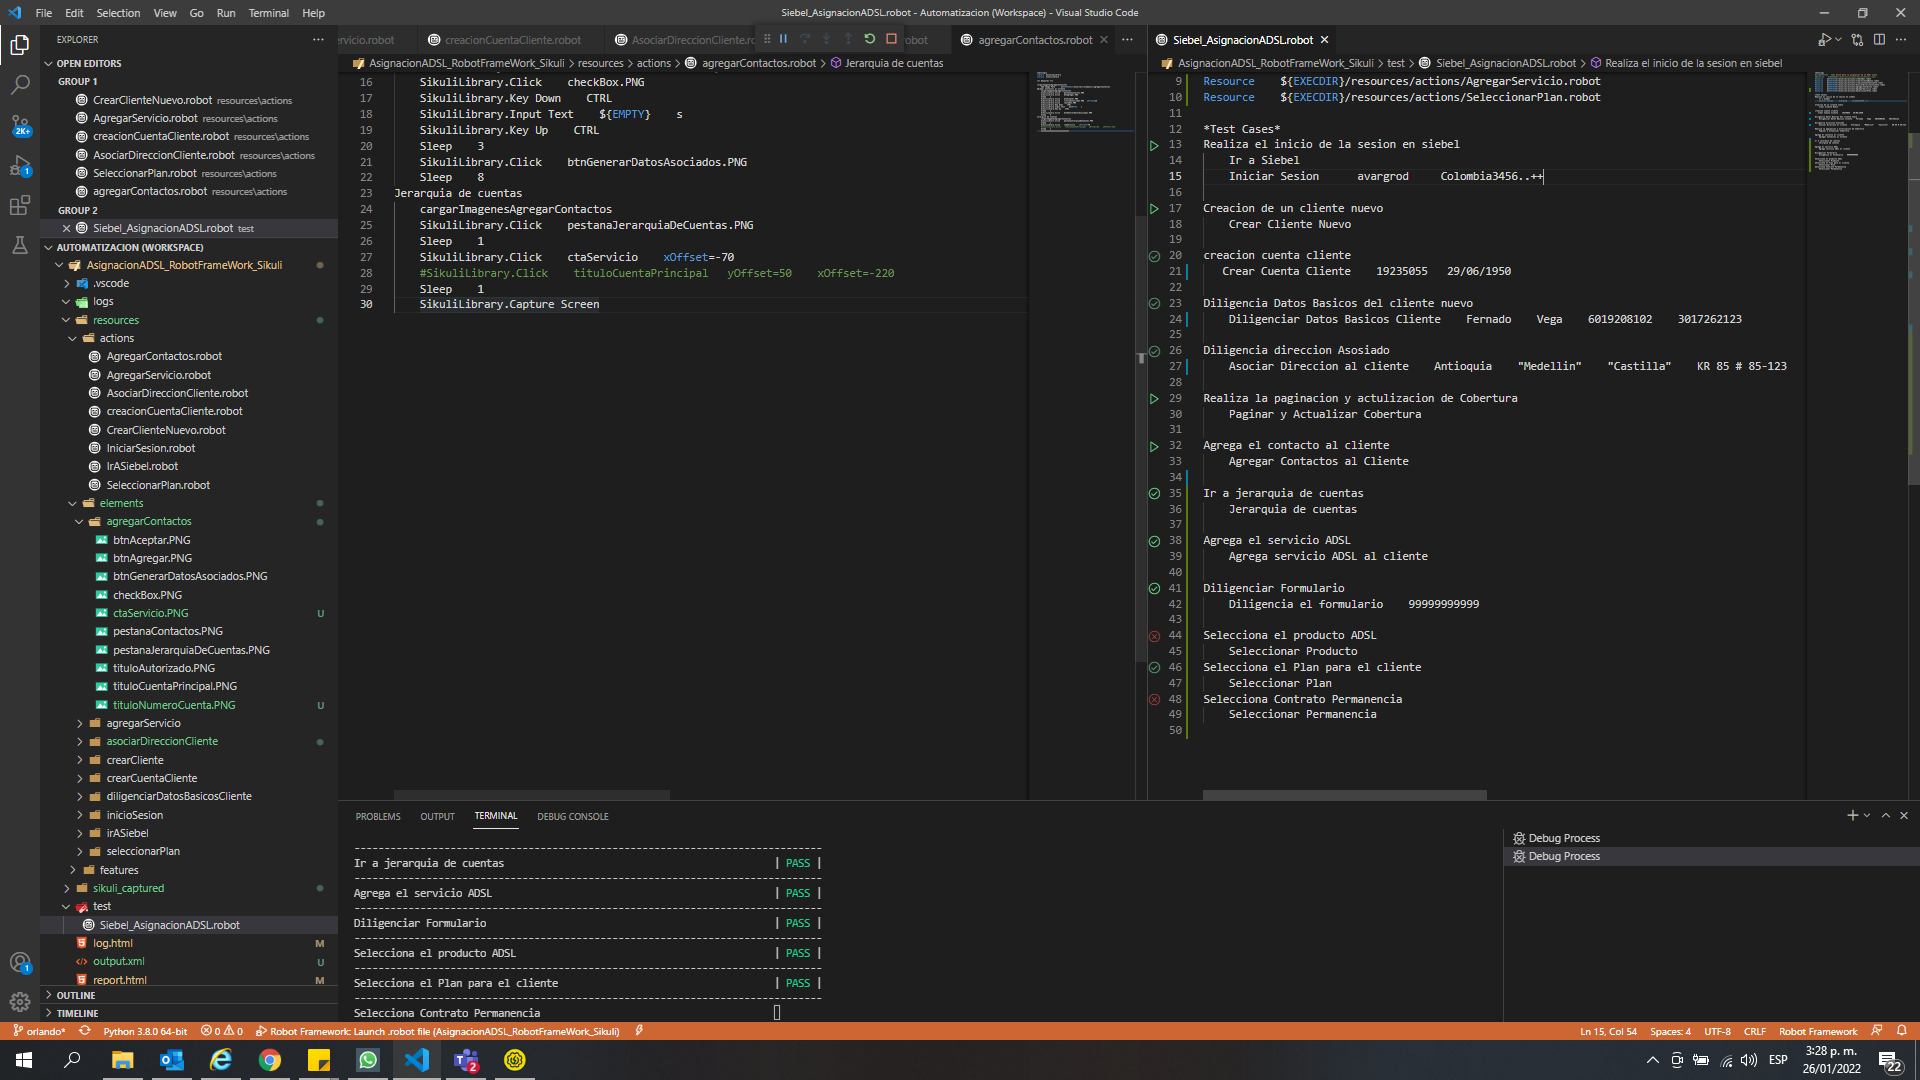 File Edit Selection View Go Run Terminal Help
Siebel_AsignacionADSL.robot - Automatizacion (Workspace) - Visual Studio Code
EXPLORER
OPEN EDITORS
GROUP 1
CrearClienteNuevo.robot resources\actions
AgregarServicio.robot resources\actions
creacionCuentaCliente.robot resources\actions
AsociarDireccionCliente.robot resources\actions
SeleccionarPlan.robot resources\actions
agregarContactos.robot resources\actions
GROUP 2
Siebel_AsignacionADSL.robot test
AUTOMATIZACION (WORKSPACE)
AsignacionADSL_RobotFrameWork_Sikuli
.vscode
logs
resources
actions
AgregarContactos.robot
AgregarServicio.robot
AsociarDireccionCliente.robot
creacionCuentaCliente.robot
CrearClienteNuevo.robot
IniciarSesion.robot
IrASiebel.robot
SeleccionarPlan.robot
elements
agregarContactos
btnAceptar.PNG
btnAgregar.PNG
btnGenerarDatosAsociados.PNG
checkBox.PNG
ctaServicio.PNG U
pestanaContactos.PNG
pestanaJerarquiaDeCuentas.PNG
tituloAutorizado.PNG
tituloCuentaPrincipal.PNG
tituloNumeroCuenta.PNG U
agregarServicio
asociarDireccionCliente
crearCliente
crearCuentaCliente
diligenciarDatosBasicosCliente
inicioSesion
irASiebel
seleccionarPlan
features
sikuli_captured
test
Siebel_AsignacionADSL.robot
log.html M
output.xml U
report.html M
OUTLINE
TIMELINE
2K+
1
1
rvicio.robot creacionCuentaCliente.robot AsociarDireccionCliente.rc obot agregarContactos.robot
AsignacionADSL_RobotFrameWork_Sikuli > resources > actions > agregarContactos.robot > Jerarquia de cuentas
16 SikuliLibrary.Click checkBox.PNG
17 SikuliLibrary.Key Down CTRL
18 SikuliLibrary.Input Text ${EMPTY} s
19 SikuliLibrary.Key Up CTRL
20 Sleep 3
21 SikuliLibrary.Click btnGenerarDatosAsociados.PNG
22 Sleep 8
23 Jerarquia de cuentas
24 cargarImagenesAgregarContactos
25 SikuliLibrary.Click pestanaJerarquiaDeCuentas.PNG
26 Sleep 1
27 SikuliLibrary.Click ctaServicio xOffset=-70
28 #SikuliLibrary.Click tituloCuentaPrincipal yOffset=50 xOffset=-220
29 Sleep 1
30 SikuliLibrary.Capture Screen
Siebel_AsignacionADSL.robot
AsignacionADSL_RobotFrameWork_Sikuli > test > Siebel_AsignacionADSL.robot > Realiza el inicio de la sesion en siebel
9 Resource ${EXECDIR}/resources/actions/AgregarServicio.robot
10 Resource ${EXECDIR}/resources/actions/SeleccionarPlan.robot
11
12 *Test Cases*
13 Realiza el inicio de la sesion en siebel
14 Ir a Siebel
15 Iniciar Sesion avargrod Colombia3456..++
16
17 Creacion de un cliente nuevo
18 Crear Cliente Nuevo
19
20 creacion cuenta cliente
21 Crear Cuenta Cliente 19235055 29/06/1950
22
23 Diligencia Datos Basicos del cliente nuevo
24 Diligenciar Datos Basicos Cliente Fernado Vega 6019208102 3017262123
25
26 Diligencia direccion Asosiado
27 Asociar Direccion al cliente Antioquia "Medellin" "Castilla" KR 85 # 85-123
28
29 Realiza la paginacion y actulizacion de Cobertura
30 Paginar y Actualizar Cobertura
31
32 Agrega el contacto al cliente
33 Agregar Contactos al Cliente
34
35 Ir a jerarquia de cuentas
36 Jerarquia de cuentas
37
38 Agrega el servicio ADSL
39 Agrega servicio ADSL al cliente
40
41 Diligenciar Formulario
42 Diligencia el formulario 99999999999
43
44 Selecciona el producto ADSL
45 Seleccionar Producto
46 Selecciona el Plan para el cliente
47 Seleccionar Plan
48 Selecciona Contrato Permanencia
49 Seleccionar Permanencia
50
PROBLEMS OUTPUT TERMINAL DEBUG CONSOLE
Ir a jerarquia de cuentas | PASS |
Agrega el servicio ADSL | PASS |
Diligenciar Formulario | PASS |
Selecciona el producto ADSL | PASS |
Selecciona el Plan para el cliente | PASS |
Selecciona Contrato Permanencia
Debug Process
Debug Process
orlando* Python 3.8.0 64-bit 0 0 Robot Framework: Launch .robot file (AsignacionADSL_RobotFrameWork_Sikuli)
Ln 15, Col 54 Spaces: 4 UTF-8 CRLF Robot Framework
2
ESP
3:28 p. m.
26/01/2022
22